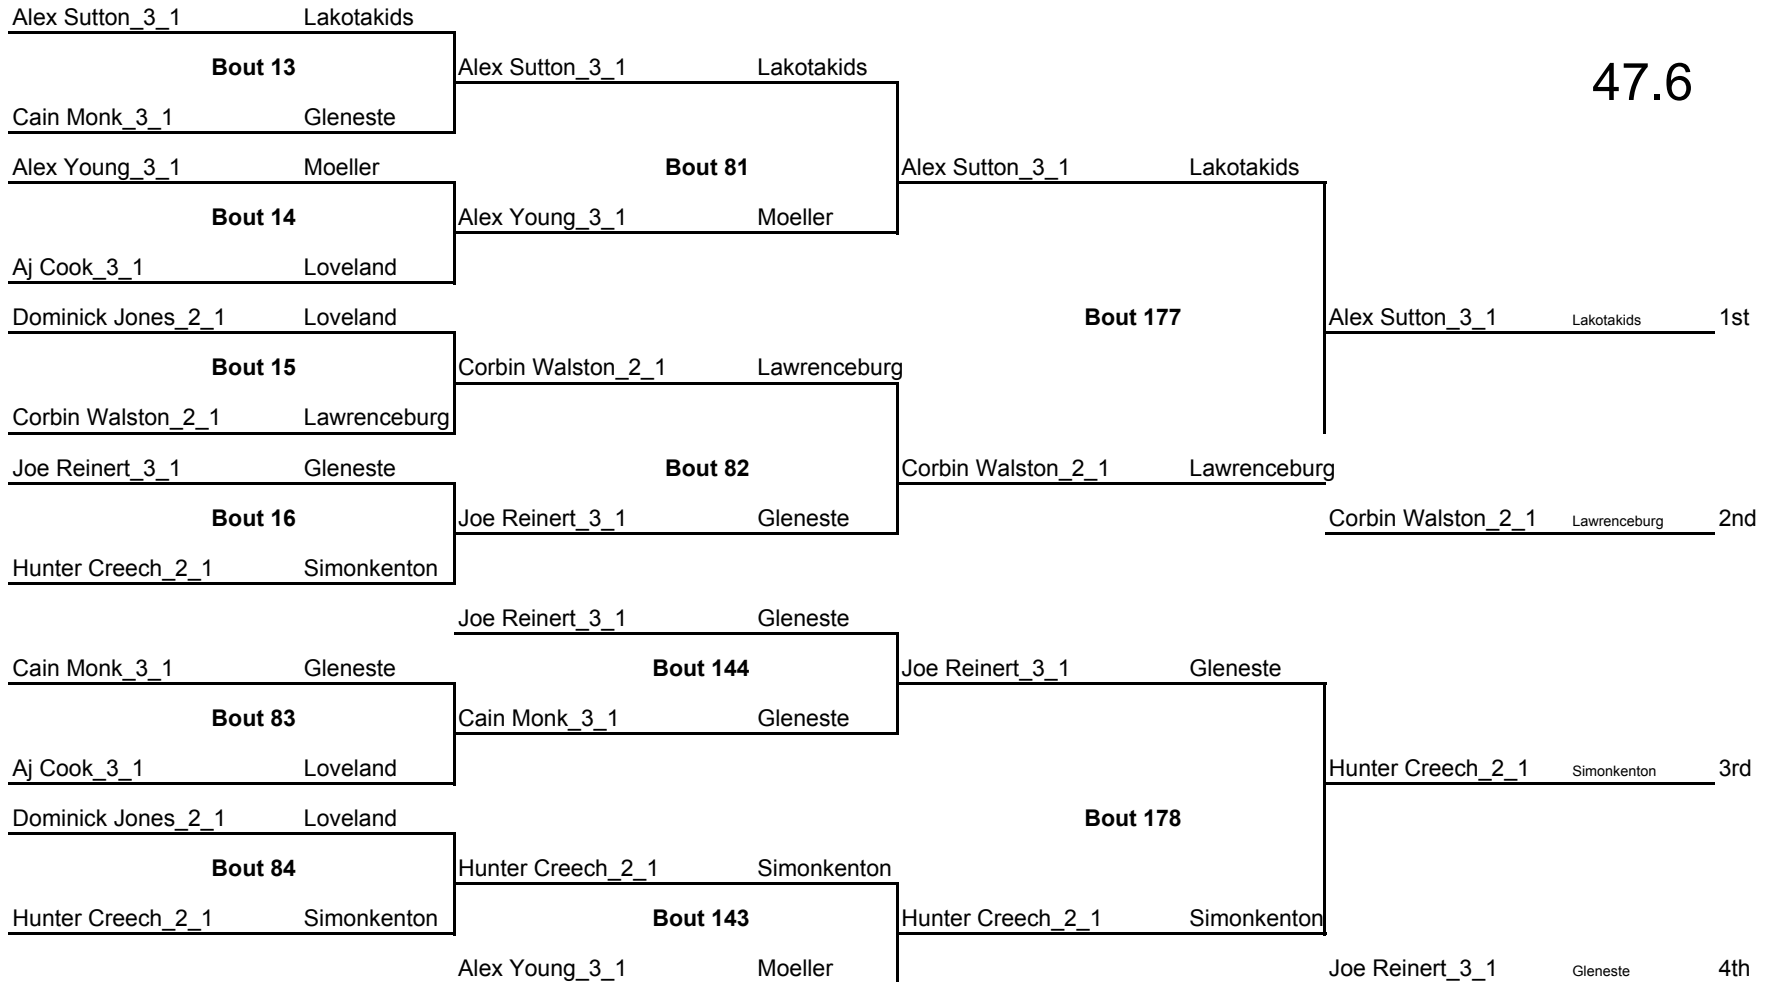 Alex Sutton_3_1 Lakotakids
Bout 13 Alex Sutton_3_1 Lakotakids
47.6
Cain Monk_3_1 Gleneste
Alex Young_3_1 Moeller Bout 81 Alex Sutton_3_1 Lakotakids
Bout 14 Alex Young_3_1 Moeller
Aj Cook_3_1 Loveland
Dominick Jones_2_1 Loveland Bout 177 Alex Sutton_3_1 Lakotakids 1st
Bout 15 Corbin Walston_2_1 Lawrenceburg
Corbin Walston_2_1 Lawrenceburg
Joe Reinert_3_1 Gleneste Bout 82 Corbin Walston_2_1 Lawrenceburg
Bout 16 Joe Reinert_3_1 Gleneste Corbin Walston_2_1 Lawrenceburg 2nd
Hunter Creech_2_1 Simonkenton
Joe Reinert_3_1 Gleneste
Cain Monk_3_1 Gleneste Bout 144 Joe Reinert_3_1 Gleneste
Bout 83 Cain Monk_3_1 Gleneste
Aj Cook_3_1 Loveland Hunter Creech_2_1 Simonkenton 3rd
Dominick Jones_2_1 Loveland Bout 178
Bout 84 Hunter Creech_2_1 Simonkenton
Hunter Creech_2_1 Simonkenton Bout 143 Hunter Creech_2_1 Simonkenton
Alex Young_3_1 Moeller Joe Reinert_3_1 Gleneste 4th